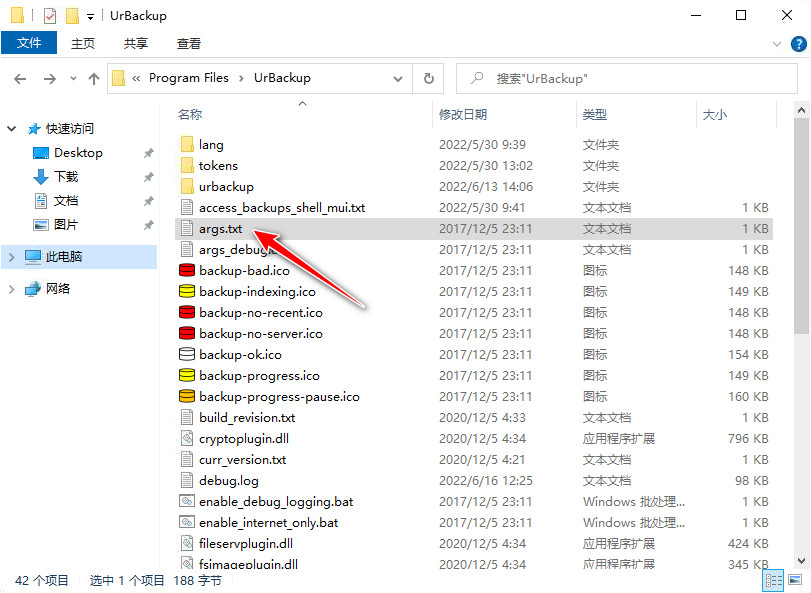 UrBackup
文件 主页 共享 查看
Program Files UrBackup 搜索"UrBackup"
名称 修改日期 类型 大小
快速访问
Desktop
下载
文档
图片
此电脑
网络
lang 2022/5/30 9:39 文件夹
tokens 2022/5/30 13:02 文件夹
urbackup 2022/6/13 14:06 文件夹
access_backups_shell_mui.txt 2022/5/30 9:41 文本文档 1 KB
args.txt 2017/12/5 23:11 文本文档 1 KB
args_debug 2017/12/5 23:11 文本文档 1 KB
backup-bad.ico 2017/12/5 23:11 图标 148 KB
backup-indexing.ico 2017/12/5 23:11 图标 149 KB
backup-no-recent.ico 2017/12/5 23:11 图标 148 KB
backup-no-server.ico 2017/12/5 23:11 图标 148 KB
backup-ok.ico 2017/12/5 23:11 图标 154 KB
backup-progress.ico 2017/12/5 23:11 图标 149 KB
backup-progress-pause.ico 2017/12/5 23:11 图标 160 KB
build_revision.txt 2020/12/5 4:33 文本文档 1 KB
cryptoplugin.dll 2020/12/5 4:34 应用程序扩展 796 KB
curr_version.txt 2020/12/5 4:21 文本文档 1 KB
debug.log 2022/6/16 12:25 文本文档 98 KB
enable_debug_logging.bat 2017/12/5 23:11 Windows 批处理... 1 KB
enable_internet_only.bat 2017/12/5 23:11 Windows 批处理... 1 KB
fileservplugin.dll 2020/12/5 4:34 应用程序扩展 424 KB
fsimageplugin.dll 2020/12/5 4:34 应用程序扩展 345 KB
42 个项目 选中 1 个项目 188 字节